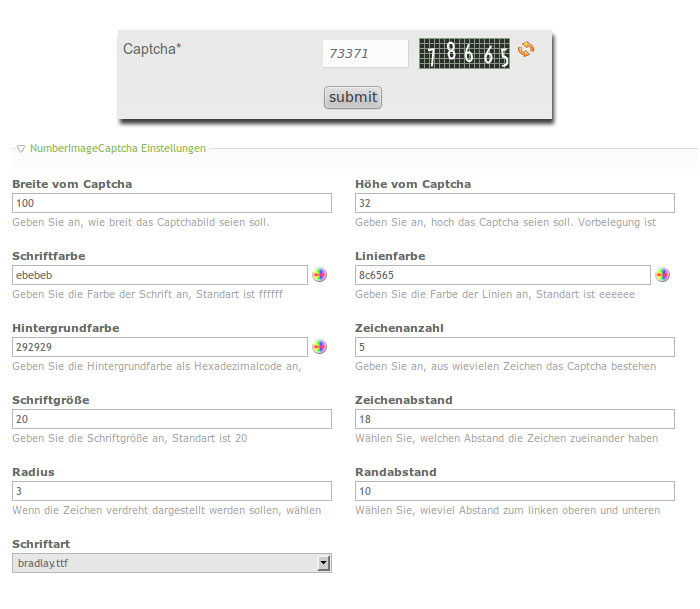 Captcha*
73371
78665
submit
NumberImageCaptcha Einstellungen
Breite vom Captcha
Höhe vom Captcha
100
32
Geben Sie an, wie breit das Captchabild seien soll.
Geben Sie an, hoch das Captcha seien soll. Vorbelegung ist
Schriftfarbe
Linienfarbe
ebebeb
8c6565
Geben Sie die Farbe der Schrift an, Standart ist ffffff
Geben Sie die Farbe der Linien an, Standart ist eeeeee
Hintergrundfarbe
Zeichenanzahl
292929
5
Geben Sie die Hintergrundfarbe als Hexadezimalcode an,
Geben Sie an, aus wievielen Zeichen das Captcha bestehen
Schriftgröße
Zeichenabstand
20
18
Geben Sie die Schriftgröße an, Standart ist 20
Wählen Sie, welchen Abstand die Zeichen zueinander haben
Radius
Randabstand
3
10
Wenn die Zeichen verdreht dargestellt werden sollen, wählen
Wählen Sie, wieviel Abstand zum linken oberen und unteren
Schriftart
bradlay.ttf